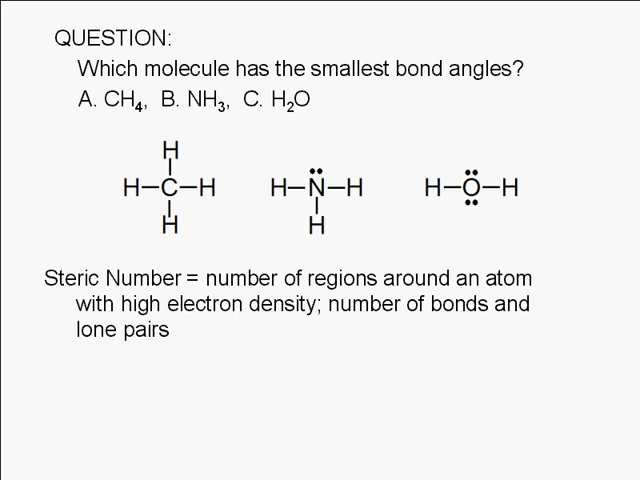 QUESTION:
Which molecule has the smallest bond angles?
A. CH₄, B. NH₃, C. H₂O
H
H–C–H H–N–H H–O–H
H H
Steric Number = number of regions around an atom
with high electron density; number of bonds and
lone pairs